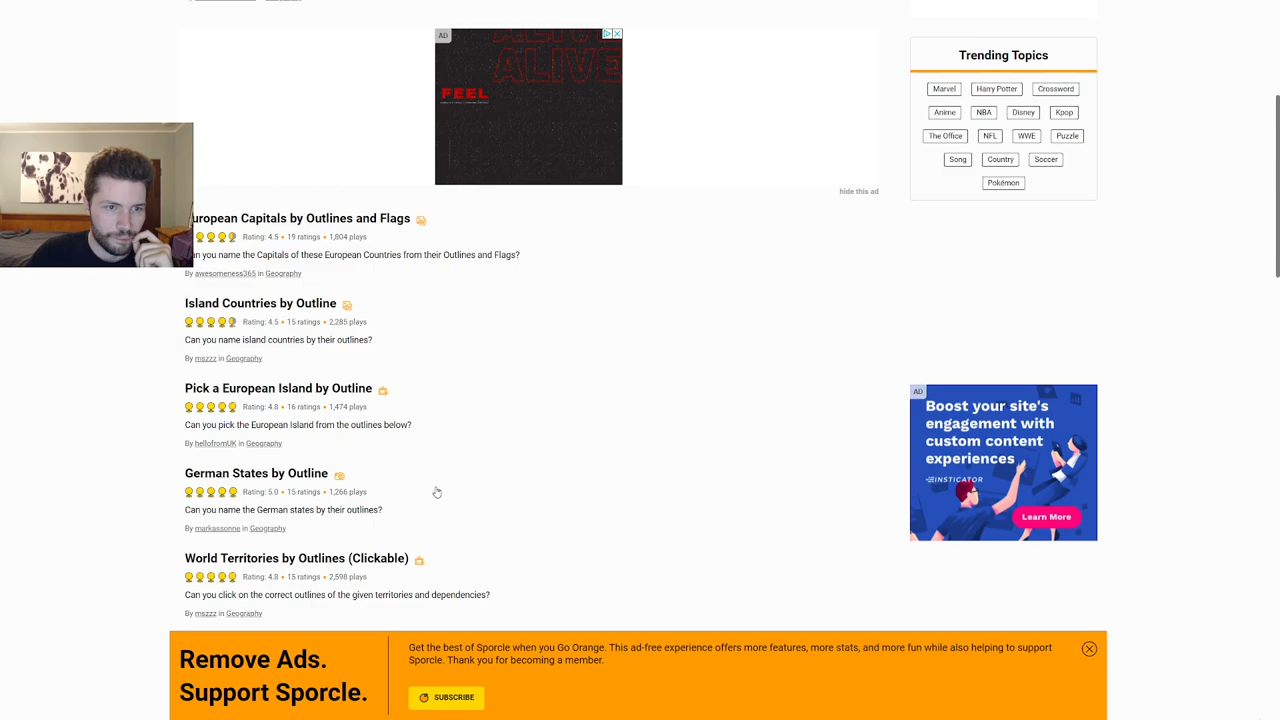 AD
ALIVE
FEEL
hide this ad
Trending Topics
Marvel
Harry Potter
Crossword
Anime
NBA
Disney
Kpop
The Office
NFL
WWE
Puzzle
Song
Country
Soccer
Pokémon
uropean Capitals by Outlines and Flags
Rating: 4.5 • 19 ratings • 1,804 plays
an you name the Capitals of these European Countries from their Outlines and Flags?
By awesomeness365 in Geography
Island Countries by Outline
Rating: 4.5 • 15 ratings • 2,285 plays
Can you name island countries by their outlines?
By mszzz in Geography
Pick a European Island by Outline
Rating: 4.8 • 16 ratings • 1,474 plays
Can you pick the European Island from the outlines below?
By hellofromUK in Geography
German States by Outline
Rating: 5.0 • 15 ratings • 1,266 plays
Can you name the German states by their outlines?
By markassonne in Geography
World Territories by Outlines (Clickable)
Rating: 4.8 • 15 ratings • 2,598 plays
Can you click on the correct outlines of the given territories and dependencies?
By mszzz in Geography
AD
Boost your site's
engagement with
custom content
experiences
INSTICATOR
Learn More
Remove Ads.
Support Sporcle.
Get the best of Sporcle when you Go Orange. This ad-free experience offers more features, more stats, and more fun while also helping to support
Sporcle. Thank you for becoming a member.
SUBSCRIBE